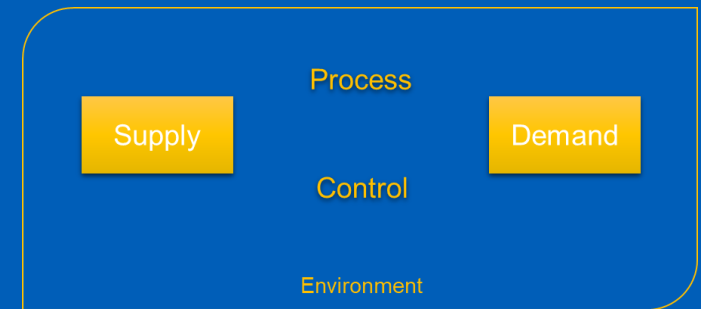 Process
Supply
Demand
Control
Environment